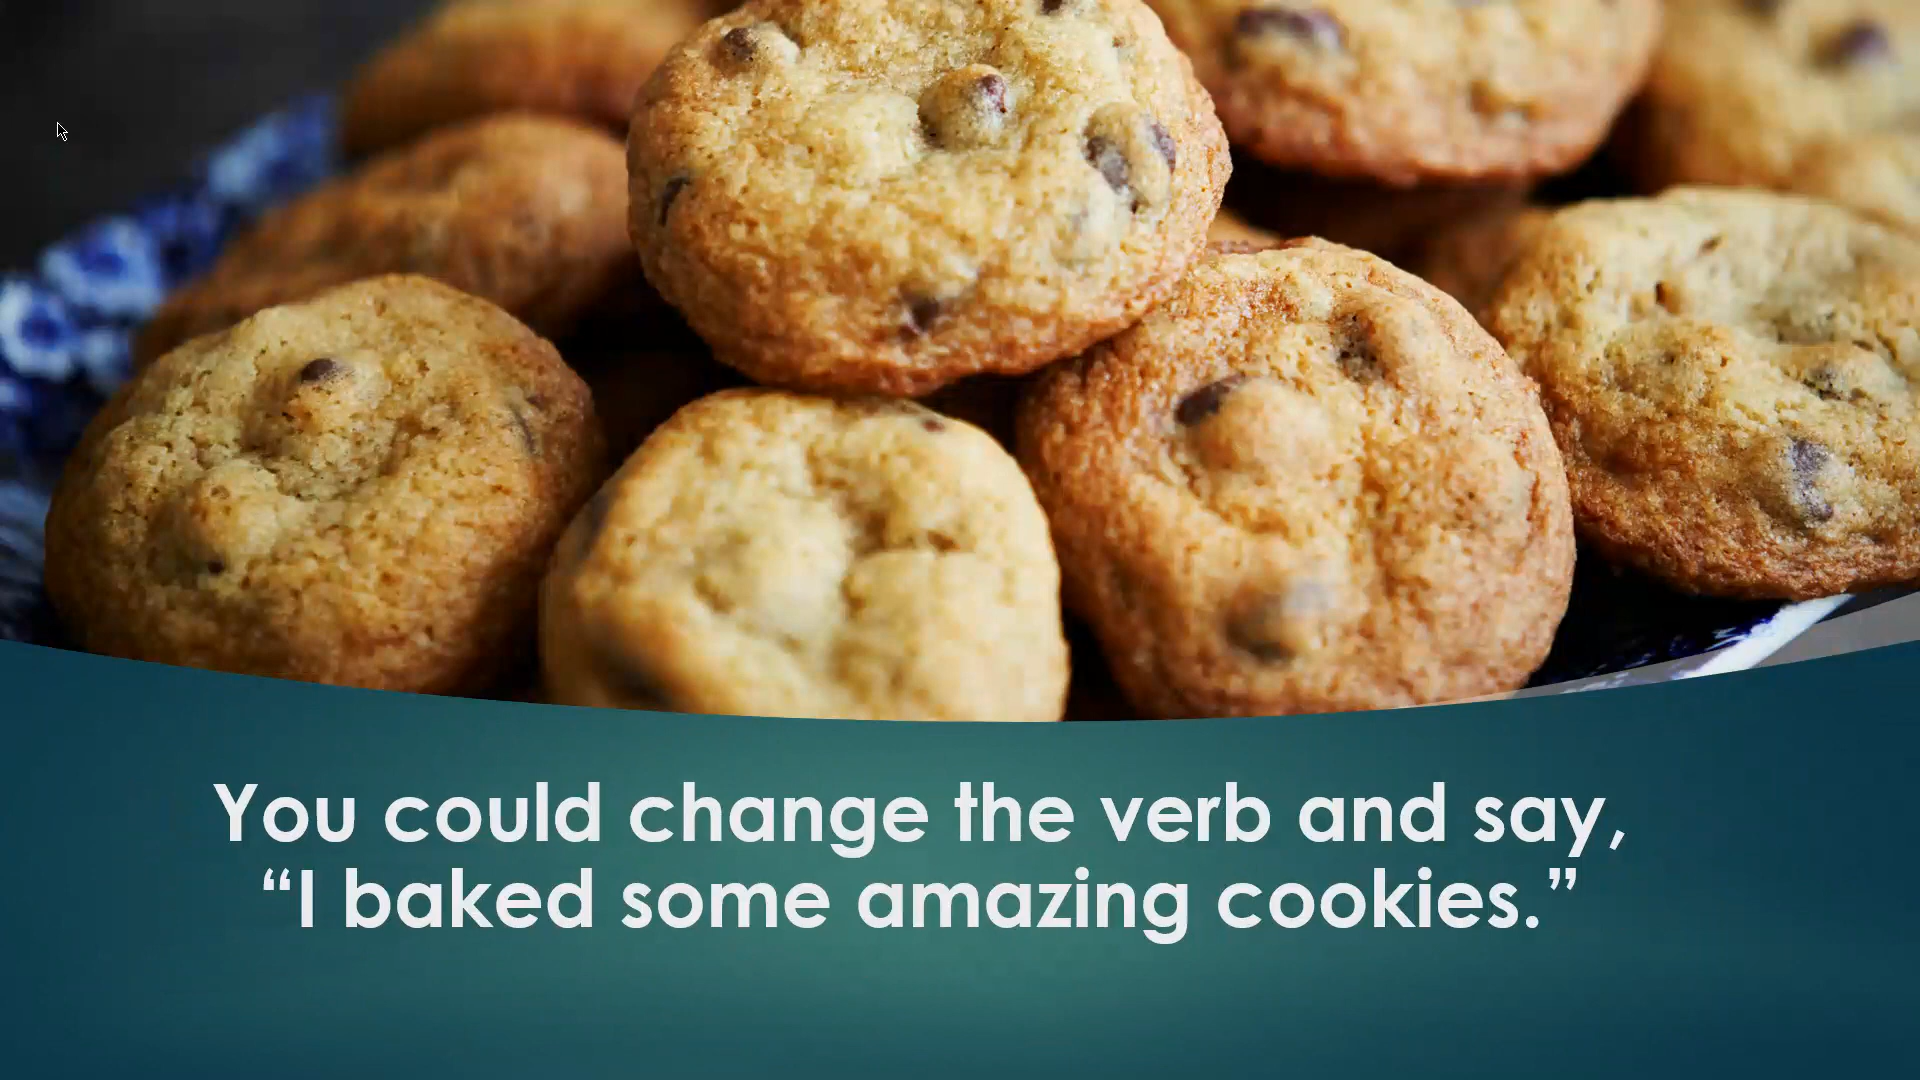 You could change the verb and say,
“I baked some amazing cookies.”